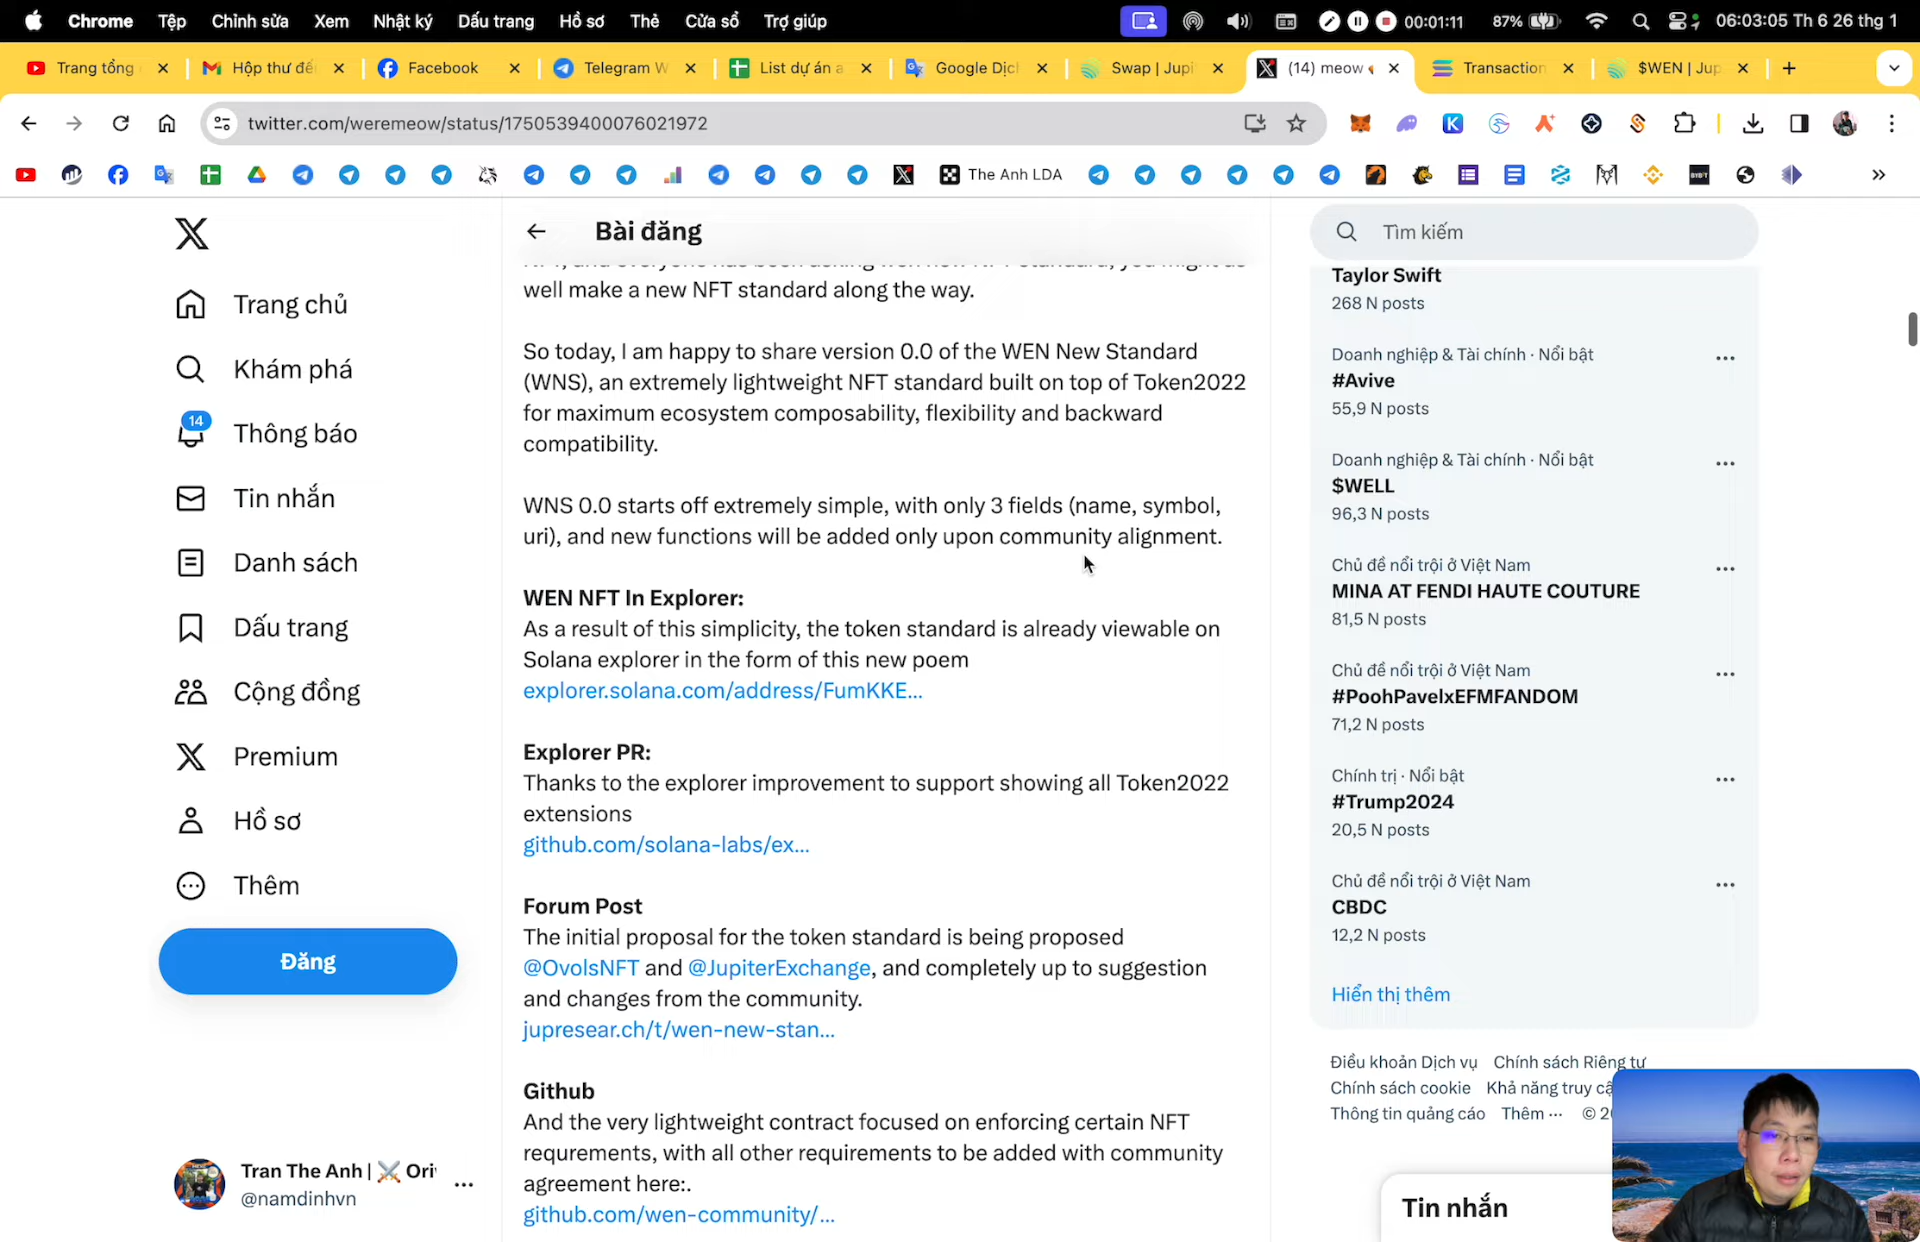 Chrome Tệp Chỉnh sửa Xem Nhật ký Dấu trang Hồ sơ Thẻ Cửa sổ Trợ giúp 00:01:11 87% 06:03:05 Th 6 26 thg 1
Trang tổng Hộp thư đế Facebook Telegram W List dự án a Google Dịc Swap | Jupi (14) meow Transaction $WEN | Jup
twitter.com/weremeow/status/1750539400076021972
The Anh LDA
Bài đăng
Tìm kiếm
well make a new NFT standard along the way.
So today, I am happy to share version 0.0 of the WEN New Standard
(WNS), an extremely lightweight NFT standard built on top of Token2022
for maximum ecosystem composability, flexibility and backward
compatibility.
WNS 0.0 starts off extremely simple, with only 3 fields (name, symbol,
uri), and new functions will be added only upon community alignment.
WEN NFT In Explorer:
As a result of this simplicity, the token standard is already viewable on
Solana explorer in the form of this new poem
explorer.solana.com/address/FumKKE...
Explorer PR:
Thanks to the explorer improvement to support showing all Token2022
extensions
github.com/solana-labs/ex...
Forum Post
The initial proposal for the token standard is being proposed
@OvolsNFT and @JupiterExchange, and completely up to suggestion
and changes from the community.
jupresear.ch/t/wen-new-stan...
Github
And the very lightweight contract focused on enforcing certain NFT
requrements, with all other requirements to be added with community
agreement here:.
github.com/wen-community/...
Trang chủ
Khám phá
14
Thông báo
Tin nhắn
Danh sách
Dấu trang
Cộng đồng
Premium
Hồ sơ
Thêm
Đăng
Tran The Anh | ⚔️ Ori
@namdinhvn
Taylor Swift
268 N posts
Doanh nghiệp & Tài chính · Nổi bật
#Avive
55,9 N posts
Doanh nghiệp & Tài chính · Nổi bật
$WELL
96,3 N posts
Chủ đề nổi trội ở Việt Nam
MINA AT FENDI HAUTE COUTURE
81,5 N posts
Chủ đề nổi trội ở Việt Nam
#PoohPavelxEFMFANDOM
71,2 N posts
Chính trị · Nổi bật
#Trump2024
20,5 N posts
Chủ đề nổi trội ở Việt Nam
CBDC
12,2 N posts
Hiển thị thêm
Điều khoản Dịch vụ Chính sách Riêng tư
Chính sách cookie Khả năng truy cậ
Thông tin quảng cáo Thêm ··· © 20
Tin nhắn